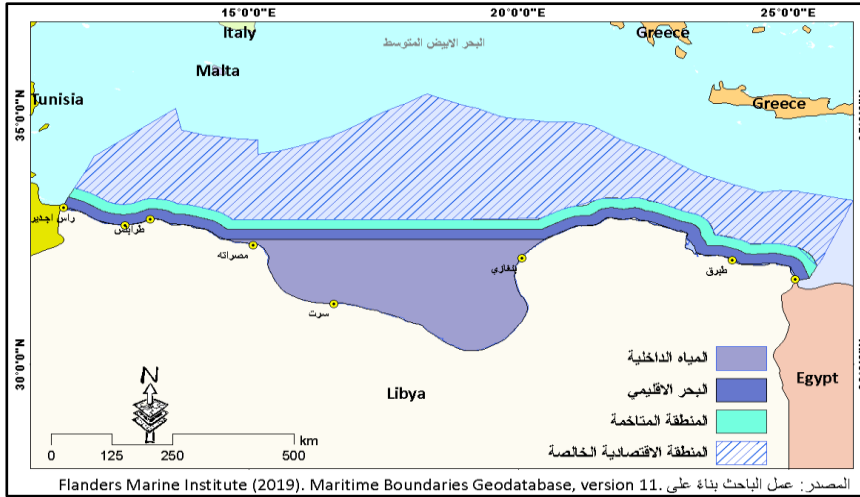 15°0'0"E
20°0'0"E
25°0'0"E
Italy
البحر الابيض المتوسط
Greece
Malta
Tunisia
Greece
35°0'0"N
راس اجدير
طرابلس
مصراته
بنغازي
طبرق
سرت
المياه الداخلية
البحر الاقليمي
المنطقة المتاخمة
المنطقة الاقتصادية الخالصة
30°0'0"N
Libya
Egypt
N
km
0 125 250 500
المصدر: عمل الباحث بناءً على Flanders Marine Institute (2019). Maritime Boundaries Geodatabase, version 11.